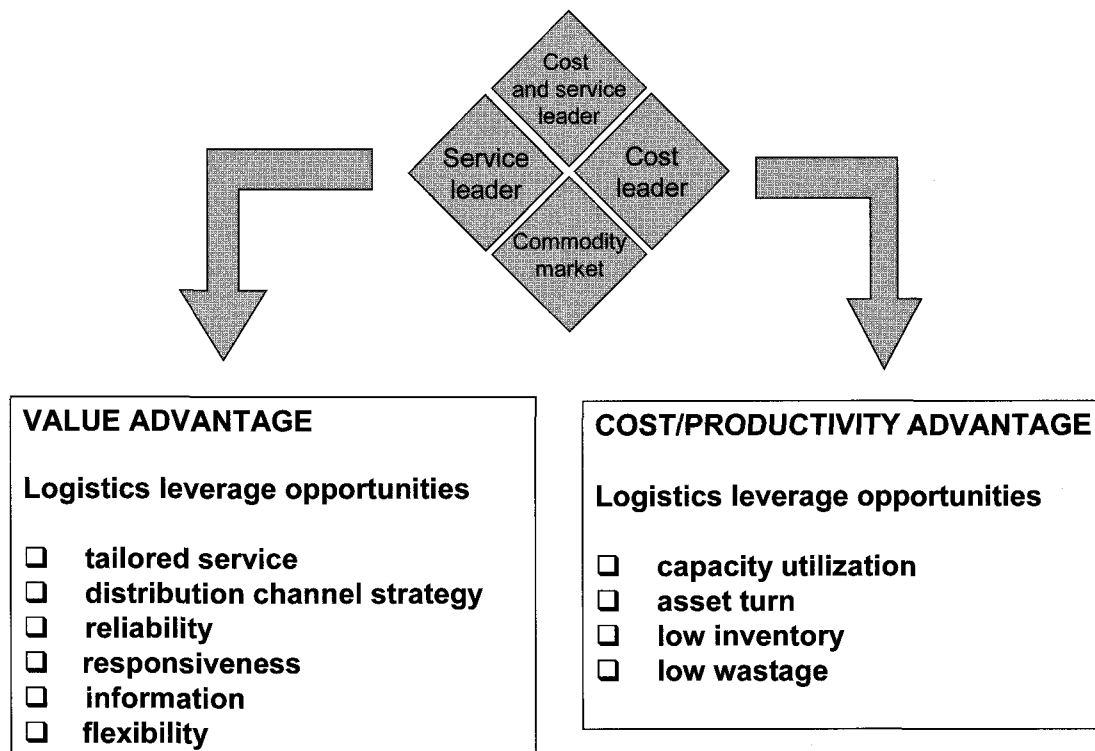 Cost
and service
leader
Service
leader
Cost
leader
Commodity
market
VALUE ADVANTAGE
Logistics leverage opportunities
❑ tailored service
❑ distribution channel strategy
❑ reliability
❑ responsiveness
❑ information
❑ flexibility
COST/PRODUCTIVITY ADVANTAGE
Logistics leverage opportunities
❑ capacity utilization
❑ asset turn
❑ low inventory
❑ low wastage